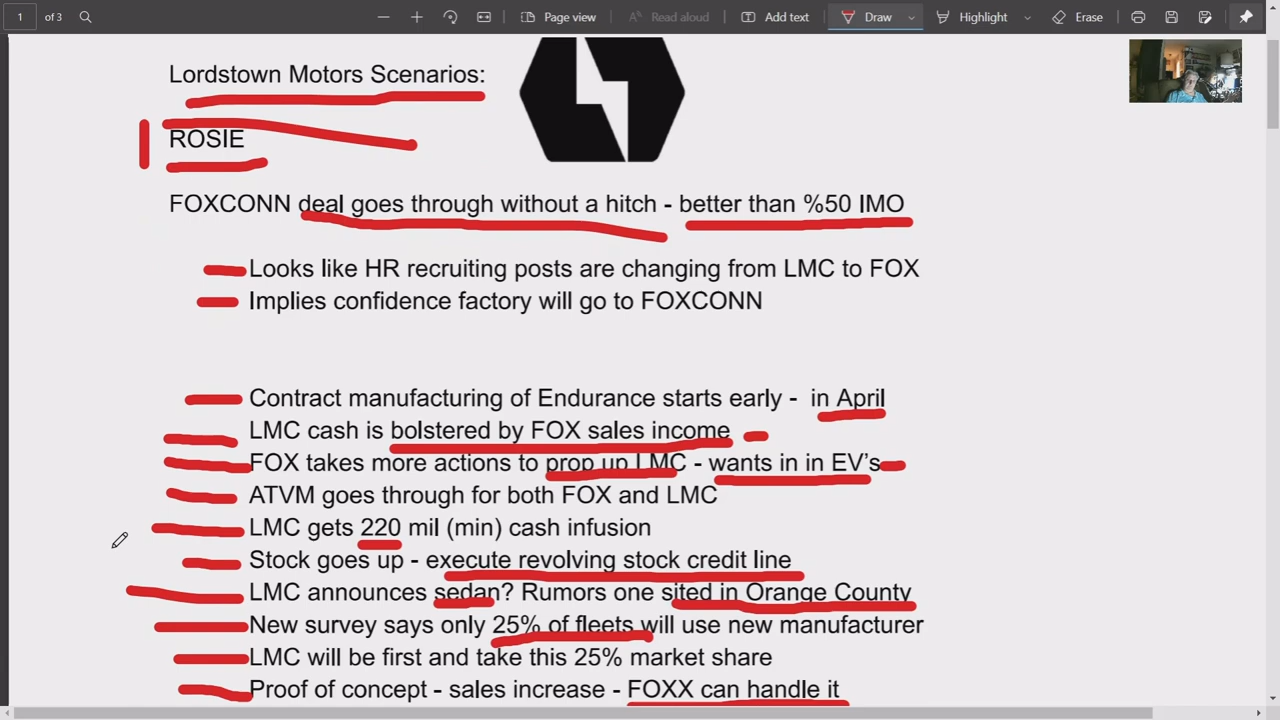 1 of 3 Page view Read aloud Add text Draw Highlight Erase
Lordstown Motors Scenarios:
ROSIE
FOXCONN deal goes through without a hitch - better than %50 IMO
Looks like HR recruiting posts are changing from LMC to FOX
Implies confidence factory will go to FOXCONN
Contract manufacturing of Endurance starts early - in April
LMC cash is bolstered by FOX sales income
FOX takes more actions to prop up LMC - wants in in EV's
ATVM goes through for both FOX and LMC
LMC gets 220 mil (min) cash infusion
Stock goes up - execute revolving stock credit line
LMC announces sedan? Rumors one sited in Orange County
New survey says only 25% of fleets will use new manufacturer
LMC will be first and take this 25% market share
Proof of concept - sales increase - FOXX can handle it